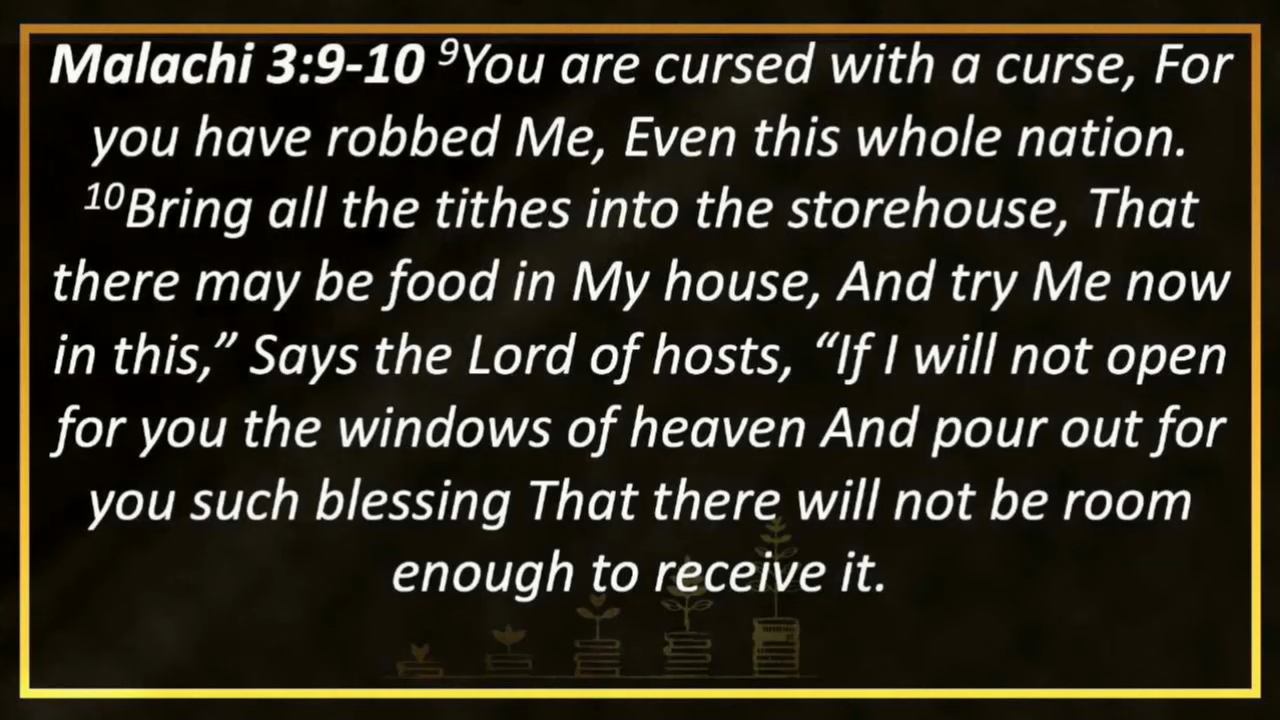 Malachi 3:9-10 ⁹You are cursed with a curse, For
you have robbed Me, Even this whole nation.
¹⁰Bring all the tithes into the storehouse, That
there may be food in My house, And try Me now
in this,” Says the Lord of hosts, “If I will not open
for you the windows of heaven And pour out for
you such blessing That there will not be room
enough to receive it.